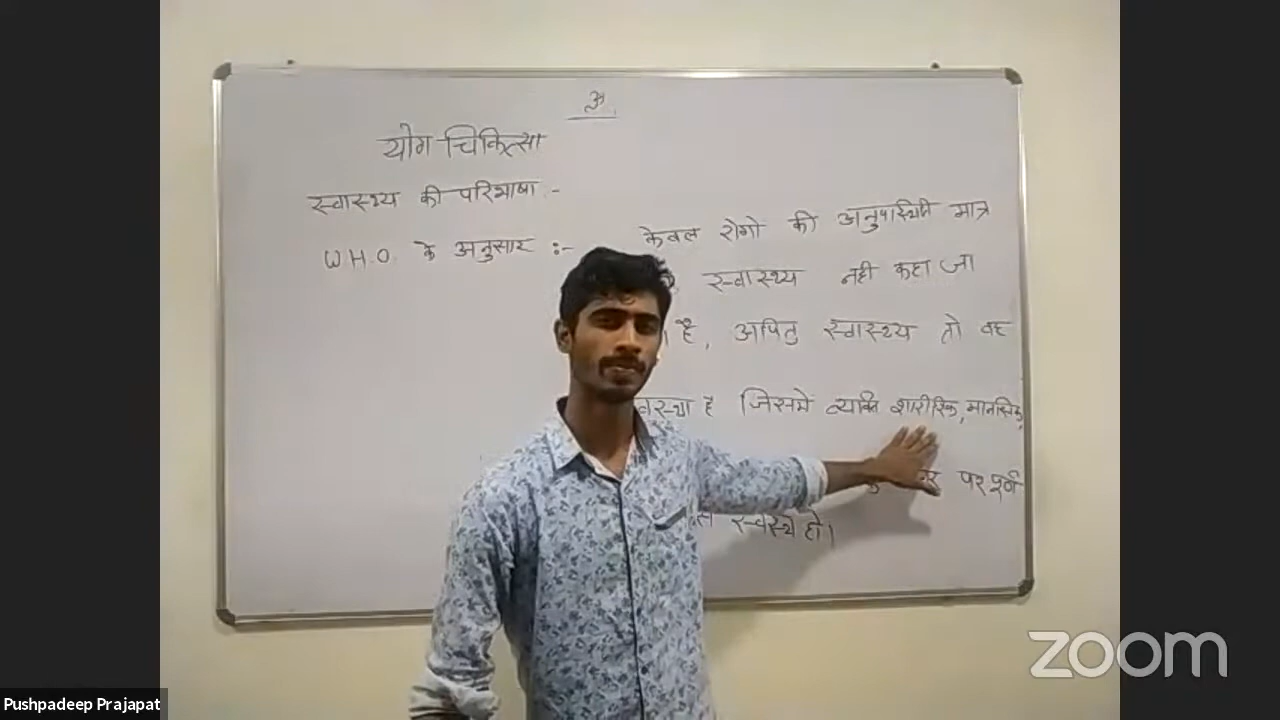 ॐ
योग चिकित्सा
स्वास्थ्य की परिभाषा :-
W.H.O. के अनुसार :- केवल रोगो की अनुपस्थिति मात्र
स्वास्थ्य नही कहा जा
है, अपितु स्वास्थ्य तो वह
है जिसमे व्यक्ति शारीरिक, मानसिक,
पर पूर्ण
स्वस्थ हो।
zoom
Pushpadeep Prajapat